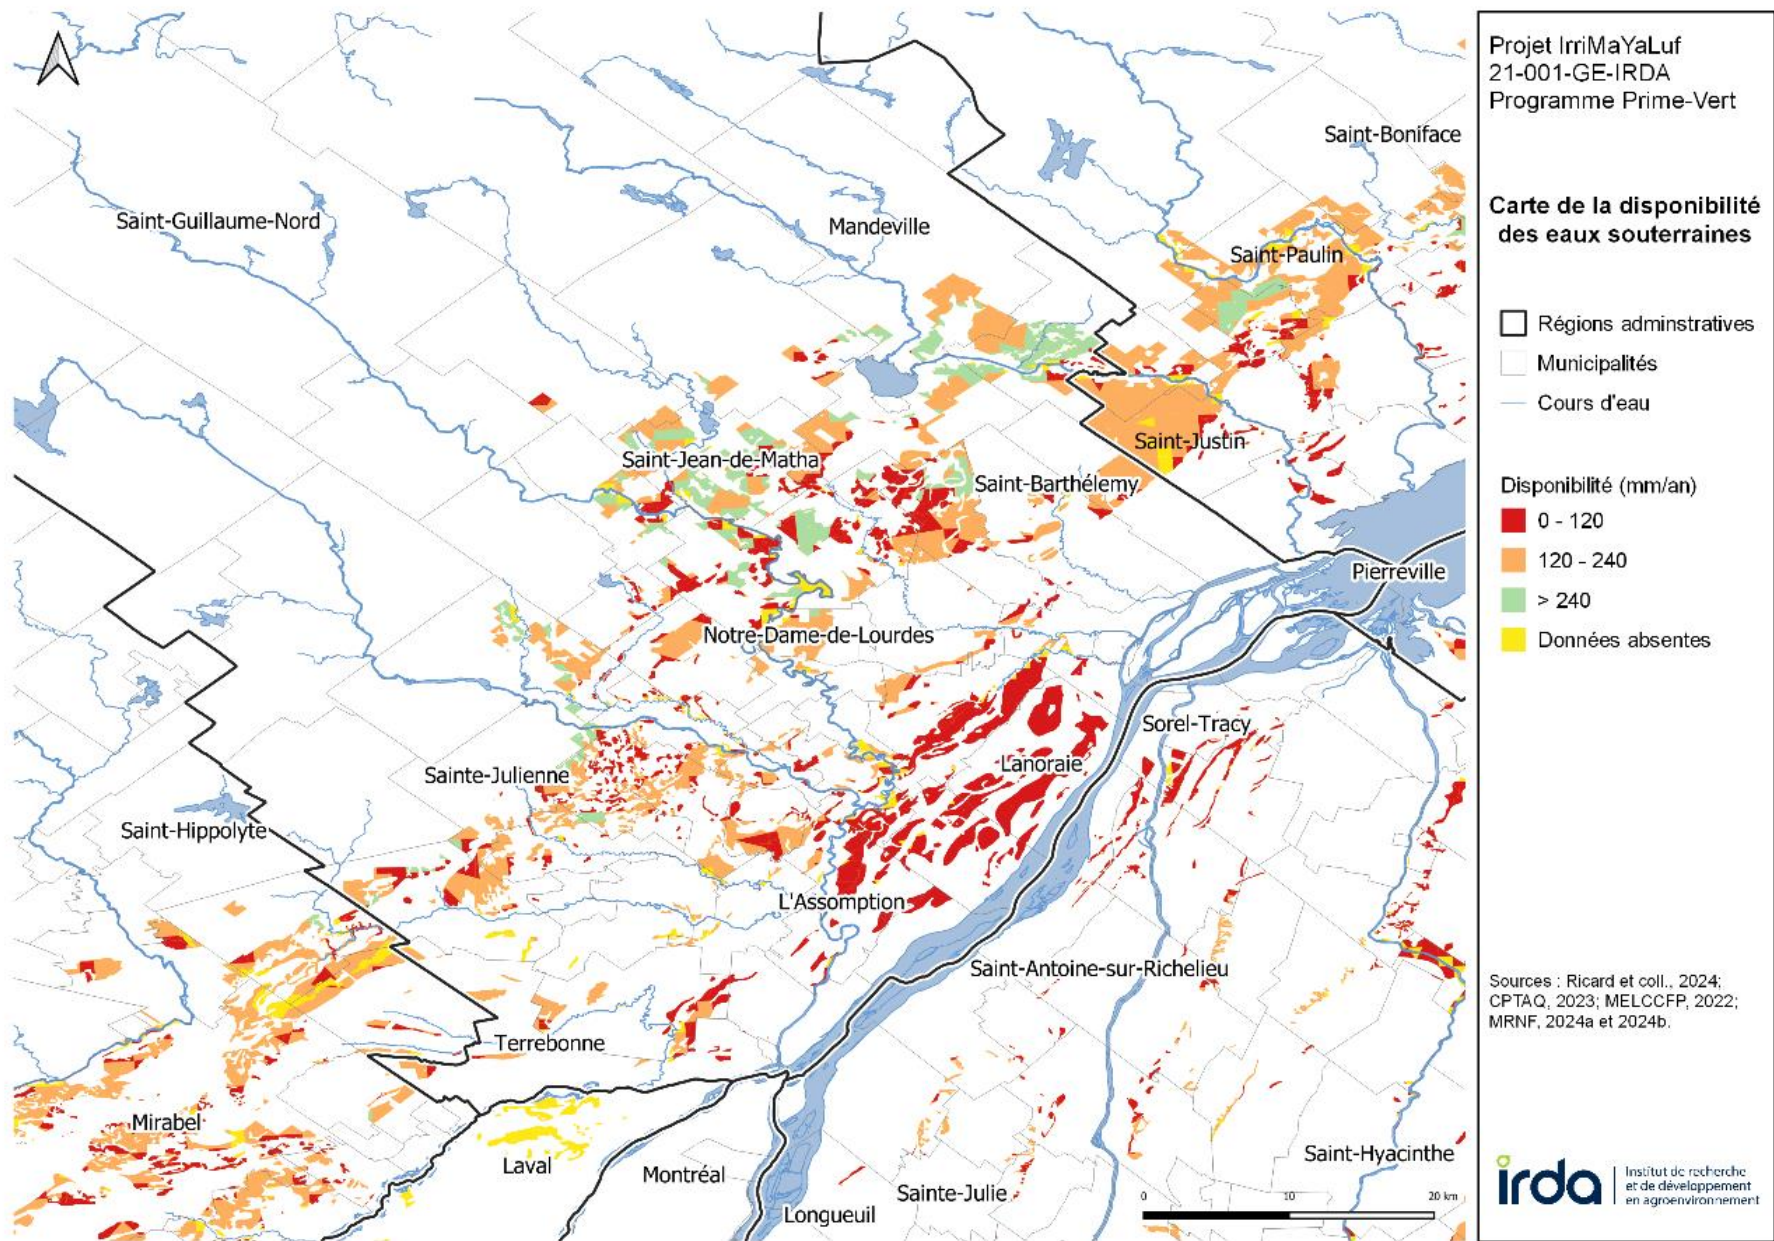 Projet IrriMaYaLuf
21-001-GE-IRDA
Programme Prime-Vert
Carte de la disponibilité
des eaux souterraines
Régions adminstratives
Municipalités
Cours d'eau
Disponibilité (mm/an)
0 - 120
120 - 240
> 240
Données absentes
Sources : Ricard et coll., 2024;
CPTAQ, 2023; MELCCFP, 2022;
MRNF, 2024a et 2024b.
irda
Institut de recherche
et de développement
en agroenvironnement
Saint-Boniface
Saint-Guillaume-Nord
Mandeville
Saint-Paulin
Saint-Justin
Saint-Jean-de-Matha
Saint-Barthélemy
Pierreville
Notre-Dame-de-Lourdes
Sorel-Tracy
Lanoraie
Sainte-Julienne
Saint-Hippolyte
L'Assomption
Saint-Antoine-sur-Richelieu
Terrebonne
Mirabel
Laval
Montréal
Saint-Hyacinthe
Sainte-Julie
Longueuil
0 10 20 km